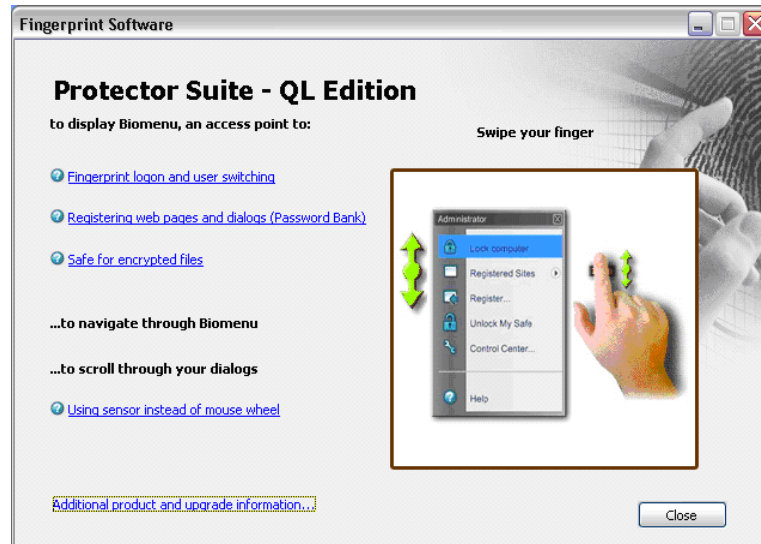 Fingerprint Software
Protector Suite - QL Edition
to display Biomenu, an access point to:
Swipe your finger
Fingerprint logon and user switching
Registering web pages and dialogs (Password Bank)
Safe for encrypted files
...to navigate through Biomenu
...to scroll through your dialogs
Using sensor instead of mouse wheel
Administrator
Lock computer
Registered Sites
Register...
Unlock My Safe
Control Center...
Help
Additional product and upgrade information...
Close